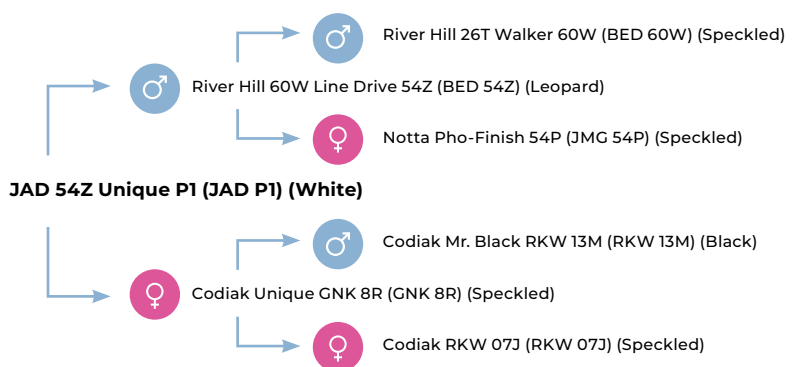 River Hill 26T Walker 60W (BED 60W) (Speckled)
River Hill 60W Line Drive 54Z (BED 54Z) (Leopard)
Notta Pho-Finish 54P (JMG 54P) (Speckled)
JAD 54Z Unique P1 (JAD P1) (White)
Codiak Mr. Black RKW 13M (RKW 13M) (Black)
Codiak Unique GNK 8R (GNK 8R) (Speckled)
Codiak RKW 07J (RKW 07J) (Speckled)